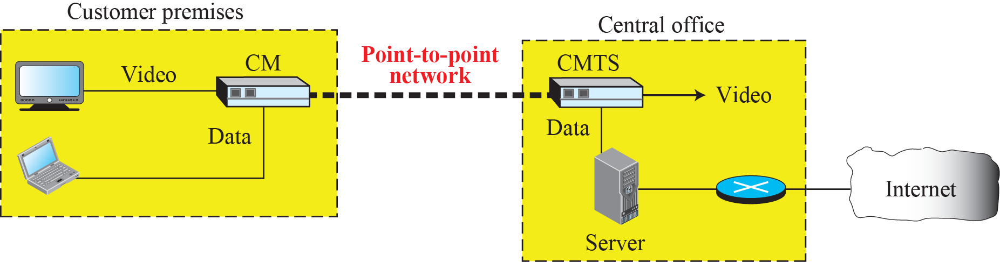 Customer premises
Central office
Point-to-point
network
CM
CMTS
Video
Video
Data
Data
Internet
Server